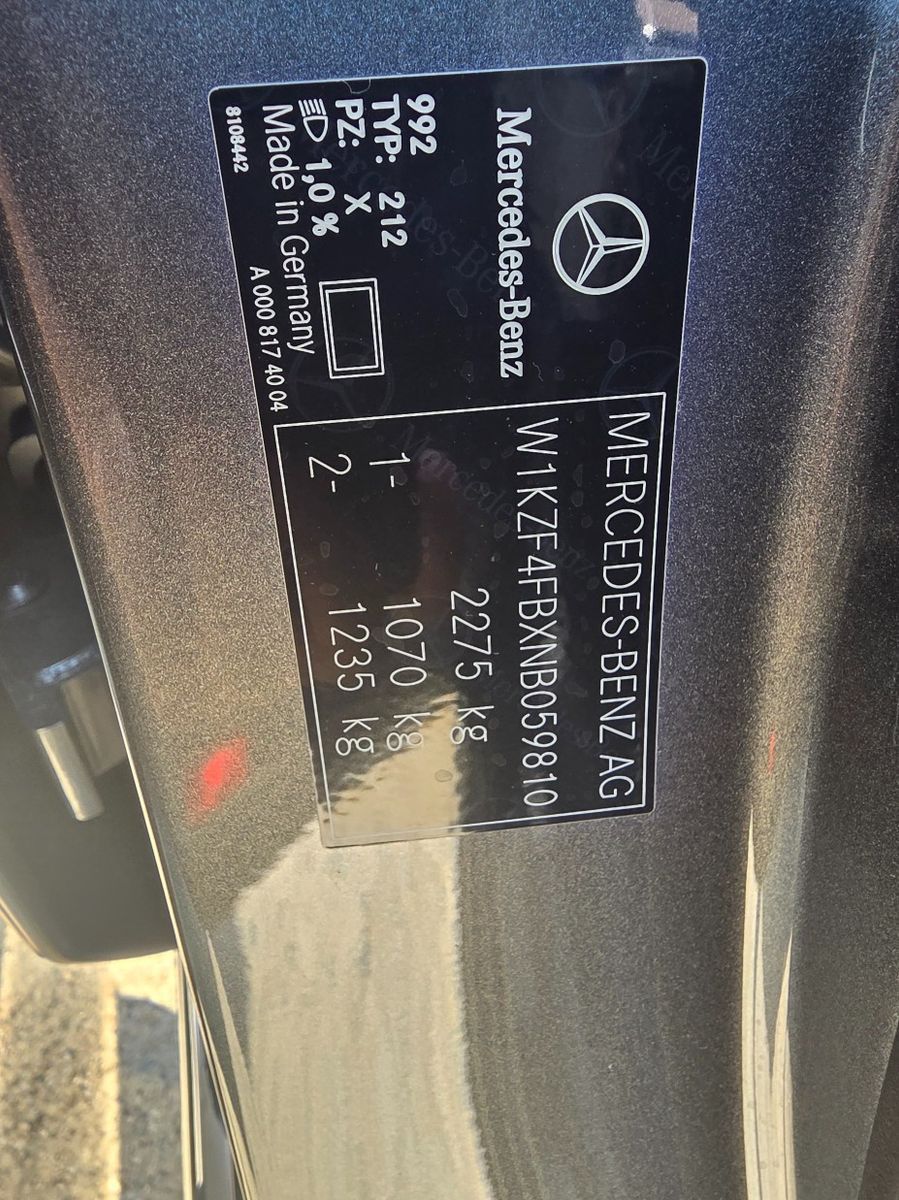 Mercedes-Benz
992
TYP: 212
PZ: X
1,0 %
Made in Germany
8108442
A 000 817 40 04
MERCEDES-BENZ AG
W1KZF4FBXNB059810
2275 kg
1- 1070 kg
2- 1235 kg